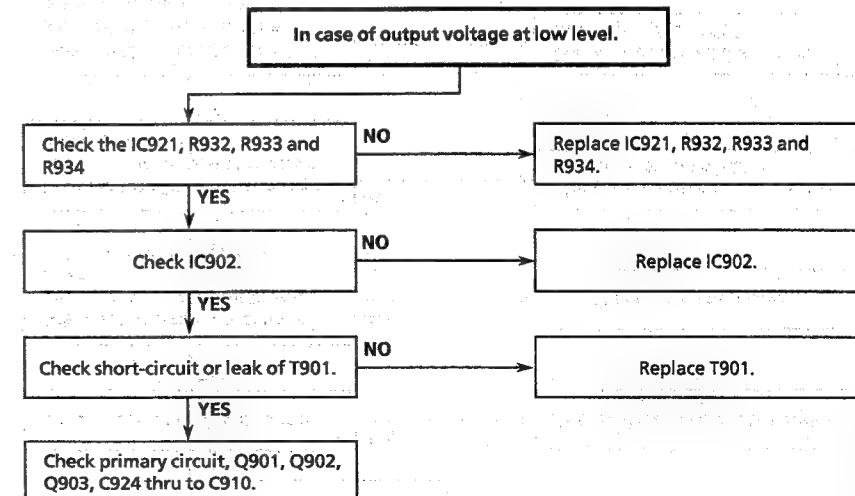 In case of output voltage at low level.
Check the IC921, R932, R933 and
R934
NO
Replace IC921, R932, R933 and
R934.
YES
Check IC902.
NO
Replace IC902.
YES
Check short-circuit or leak of T901.
NO
Replace T901.
YES
Check primary circuit, Q901, Q902,
Q903, C924 thru to C910.